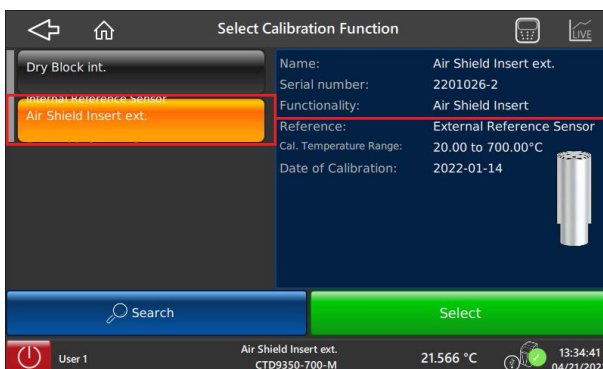 Select Calibration Function
LIVE
Dry Block int.
Internal Reference Sensor
Air Shield Insert ext.
Name: Air Shield Insert ext.
Serial number: 2201026-2
Functionality: Air Shield Insert
Reference: External Reference Sensor
Cal. Temperature Range: 20.00 to 700.00°C
Date of Calibration: 2022-01-14
Search
Select
User 1
Air Shield Insert ext.
CTD9350-700-M
21.566 °C
13:34:41
04/21/202